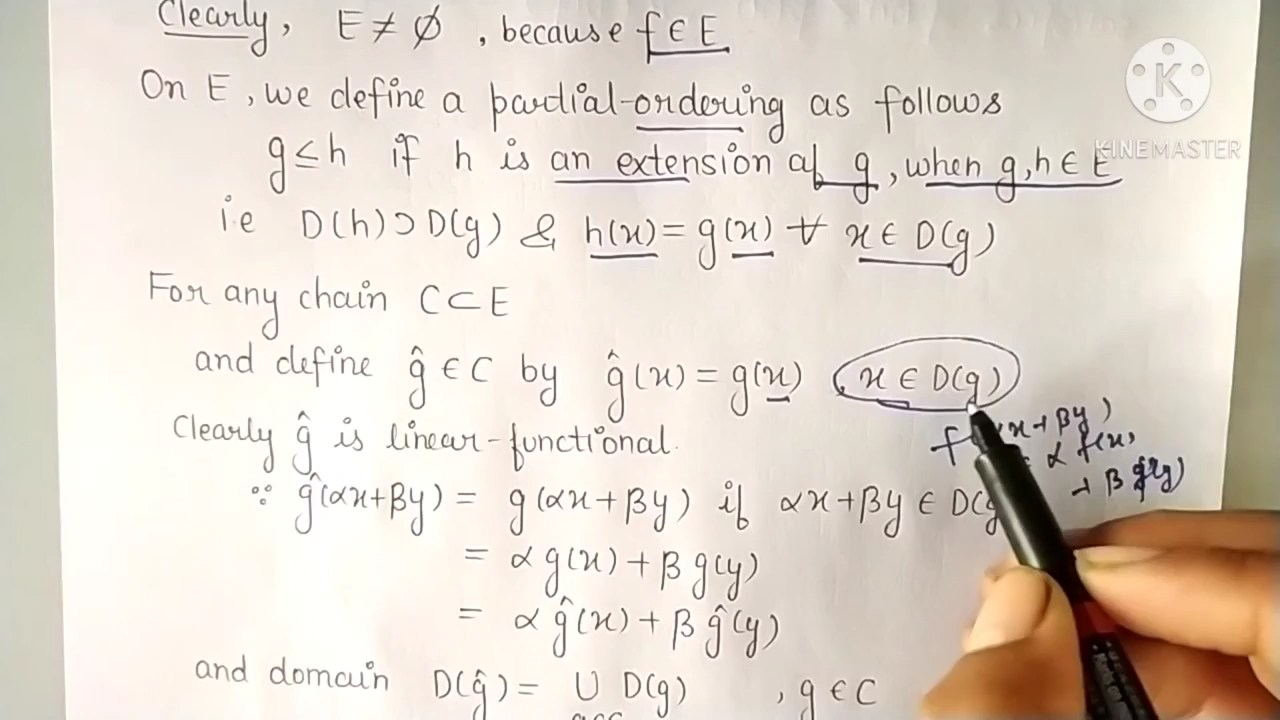 Clearly, E ≠ ∅, because f ∈ E
On E, we define a partial-ordering as follows
g ≤ h if h is an extension of g, when g, h ∈ E
i.e D(h) ⊃ D(g) & h(x) = g(x) ∀ x ∈ D(g)
For any chain C ⊂ E
and define ĝ ∈ C by ĝ(x) = g(x) (x ∈ D(g)
Clearly ĝ is linear-functional.
∵ ĝ(αx+βy) = g(αx+βy) if αx+βy ∈ D(g
= α g(x) + β g(y)
= α ĝ(x) + β ĝ(y)
and domain D(ĝ) = ∪ D(g) , g ∈ C
f x+βy)
α f(x)
+ β f(y)
K
KINEMASTER